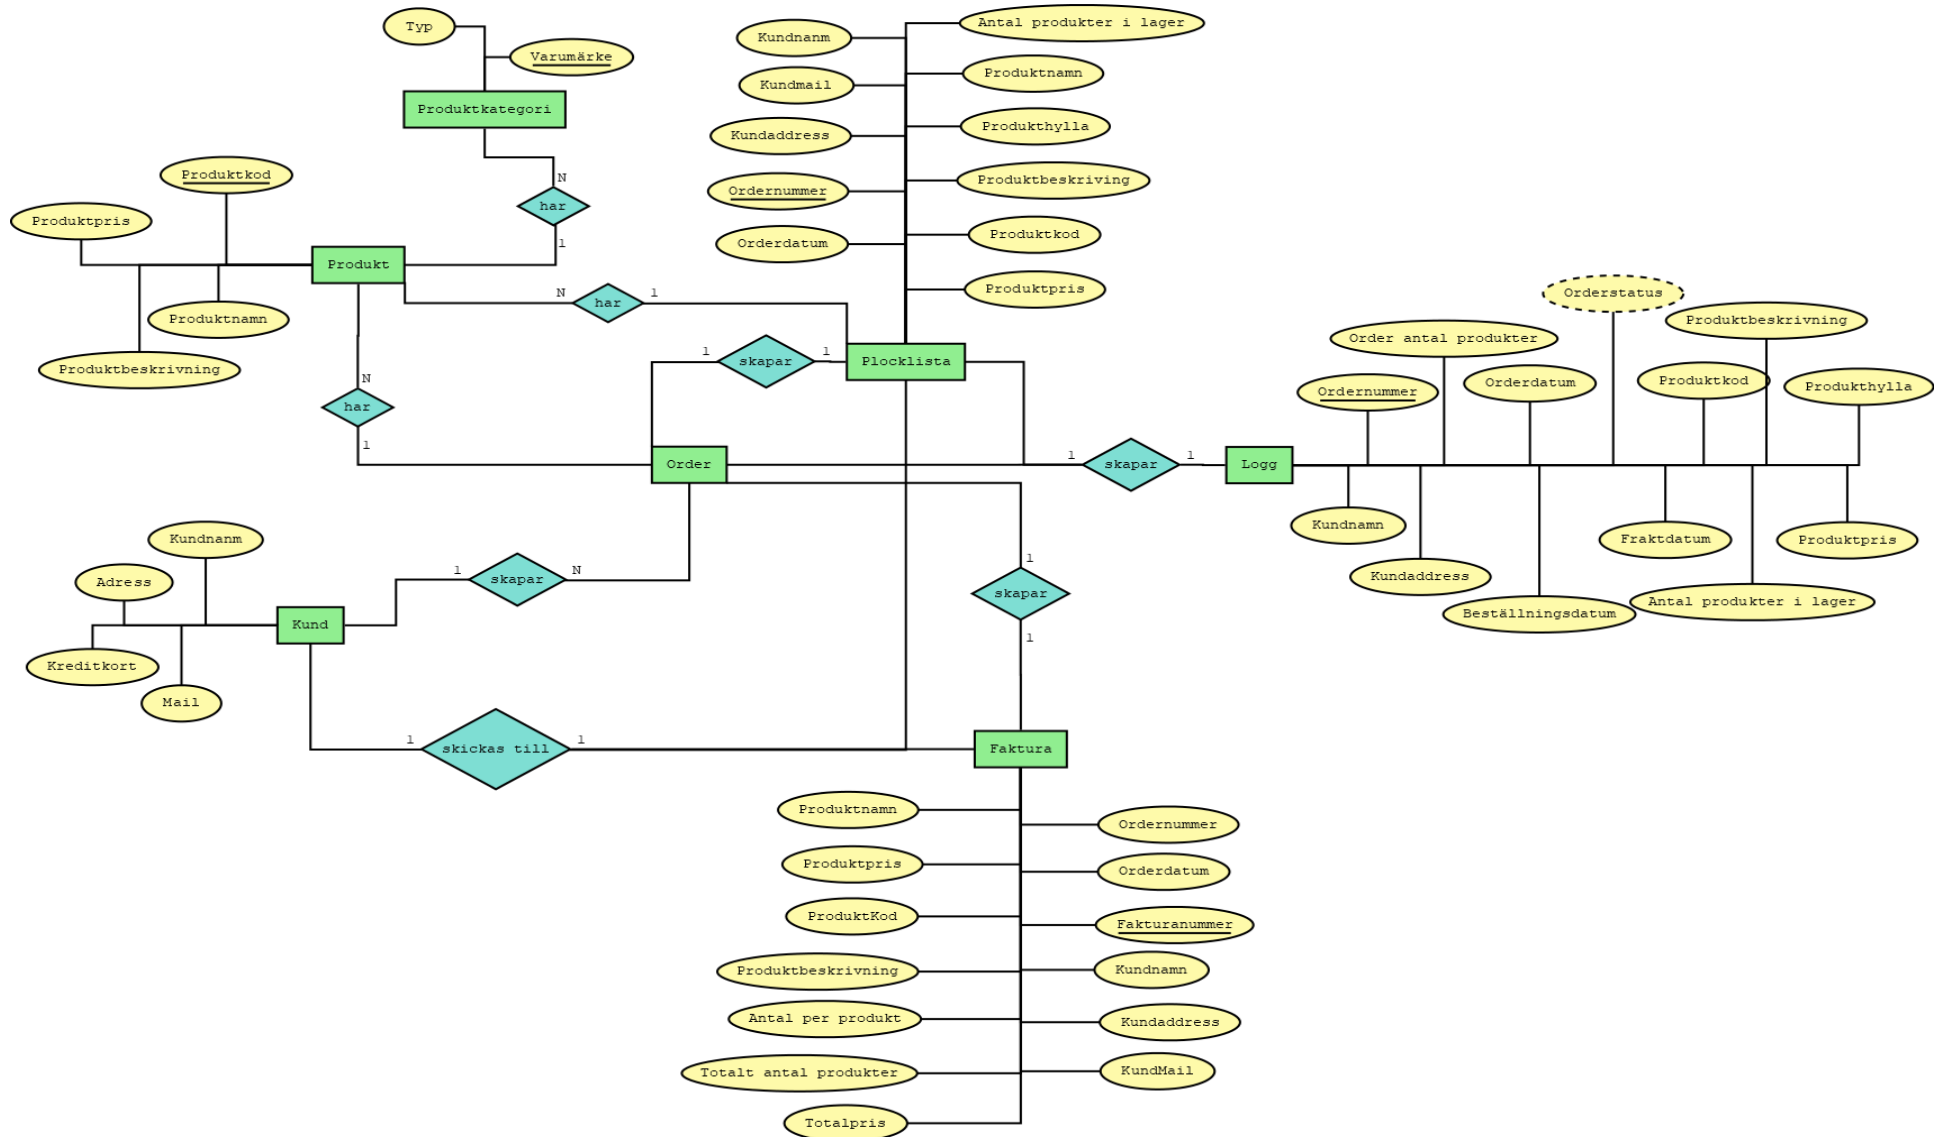 Typ
Varumärke
Produktkategori
N
har
1
Produktkod
Produktpris
Produkt
Produktnamn
Produktbeskrivning
N
har
1
N
har
1
Kundnanm
Kundmail
Kundaddress
Ordernummer
Orderdatum
Antal produkter i lager
Produktnamn
Produkthylla
Produktbeskriving
Produktkod
Produktpris
1
skapar
1
Plocklista
Order
1
skapar
1
Logg
Orderstatus
Order antal produkter
Produktbeskrivning
Ordernummer
Orderdatum
Produktkod
Produkthylla
Kundnamn
Kundaddress
Beställningsdatum
Fraktdatum
Antal produkter i lager
Produktpris
Kundnanm
Adress
Kund
Kreditkort
Mail
1
skapar
N
1
skapar
1
1
skickas till
1
Faktura
Produktnamn
Produktpris
ProduktKod
Produktbeskrivning
Antal per produkt
Totalt antal produkter
Totalpris
Ordernummer
Orderdatum
Fakturanummer
Kundnamn
Kundaddress
KundMail